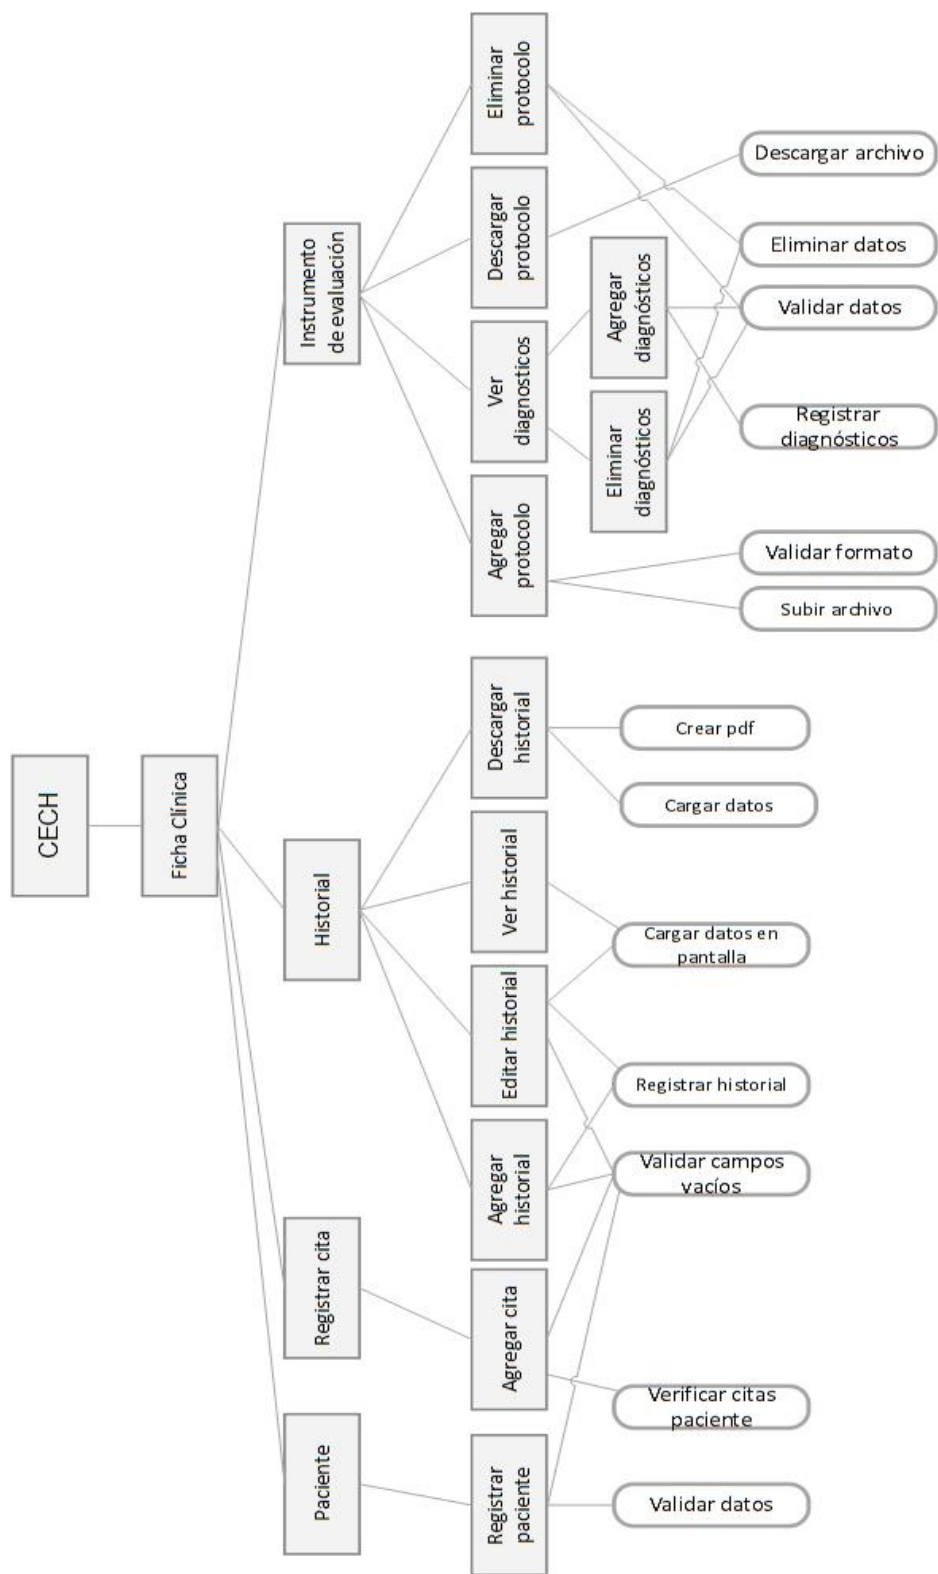 CECH
Ficha Clínica
Paciente
Registrar cita
Historial
Instrumento
de evaluación
Registrar
paciente
Agregar cita
Agregar
historial
Editar historial
Ver historial
Descargar
historial
Agregar
protocolo
Ver
diagnosticos
Descargar
protocolo
Eliminar
protocolo
Eliminar
diagnósticos
Agregar
diagnósticos
Validar datos
Verificar citas
paciente
Validar campos
vacíos
Registrar historial
Cargar datos en
pantalla
Cargar datos
Crear pdf
Subir archivo
Validar formato
Registrar
diagnósticos
Validar datos
Eliminar datos
Descargar archivo